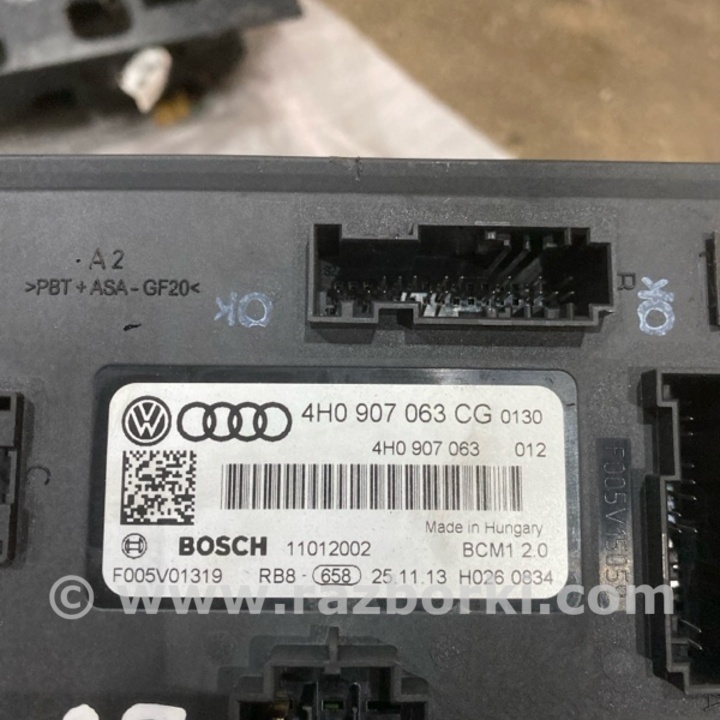 A 2
>PBT + ASA - GF20<
OK
R
OK
C
4H0 907 063 CG 0130
4H0 907 063 012
Made in Hungary
BOSCH 11012002 BCM1 2.0
F005V01319 RB8 - 658 25.11.13 H026 0834
© www.razborki.com